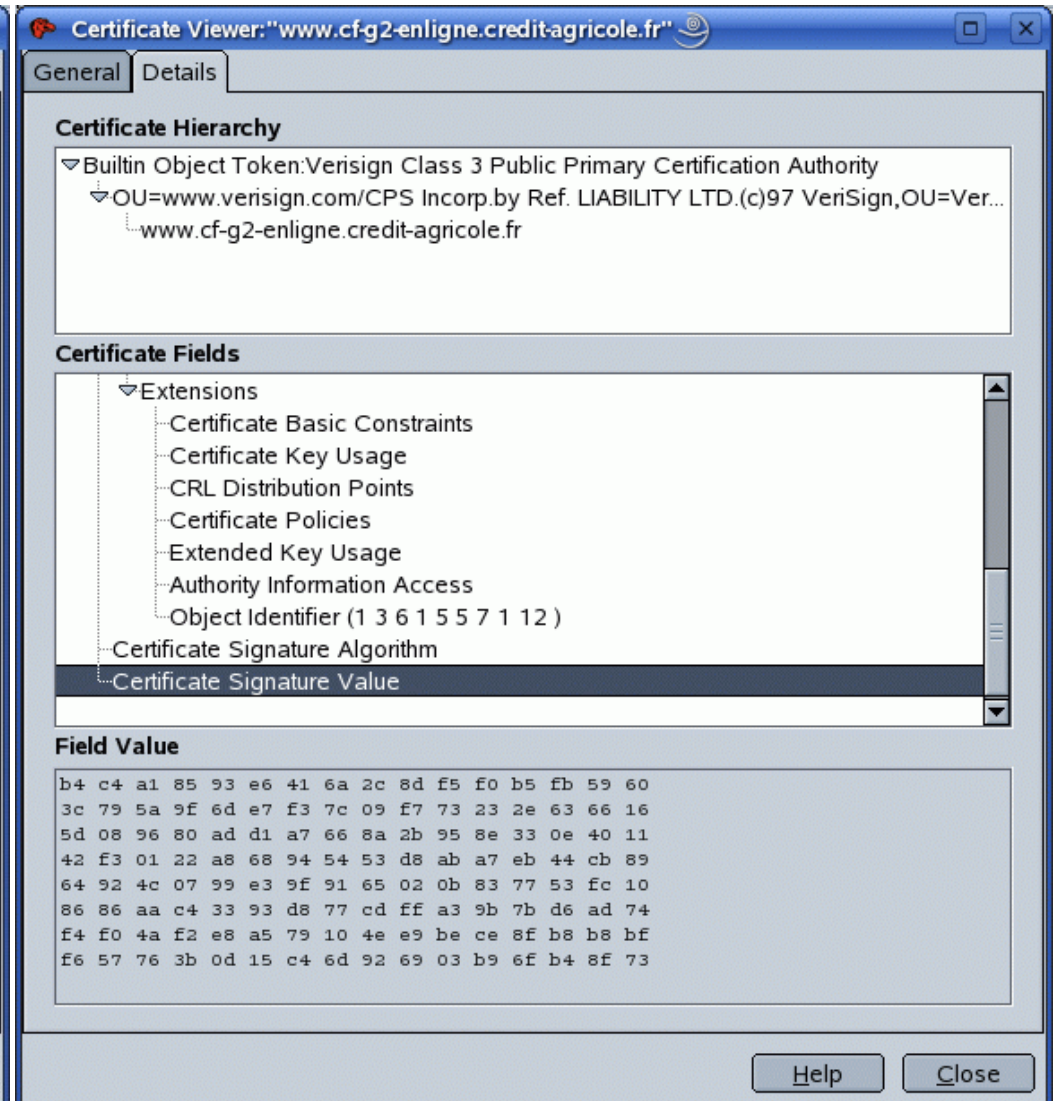 Certificate Viewer:"www.cf-g2-enligne.credit-agricole.fr"
General Details
Certificate Hierarchy
Builtin Object Token:Verisign Class 3 Public Primary Certification Authority
OU=www.verisign.com/CPS Incorp.by Ref. LIABILITY LTD.(c)97 VeriSign,OU=Ver...
www.cf-g2-enligne.credit-agricole.fr
Certificate Fields
Extensions
Certificate Basic Constraints
Certificate Key Usage
CRL Distribution Points
Certificate Policies
Extended Key Usage
Authority Information Access
Object Identifier (1 3 6 1 5 5 7 1 12 )
Certificate Signature Algorithm
Certificate Signature Value
Field Value
b4 c4 a1 85 93 e6 41 6a 2c 8d f5 f0 b5 fb 59 60
3c 79 5a 9f 6d e7 f3 7c 09 f7 73 23 2e 63 66 16
5d 08 96 80 ad d1 a7 66 8a 2b 95 8e 33 0e 40 11
42 f3 01 22 a8 68 94 54 53 d8 ab a7 eb 44 cb 89
64 92 4c 07 99 e3 9f 91 65 02 0b 83 77 53 fc 10
86 86 aa c4 33 93 d8 77 cd ff a3 9b 7b d6 ad 74
f4 f0 4a f2 e8 a5 79 10 4e e9 be ce 8f b8 b8 bf
f6 57 76 3b 0d 15 c4 6d 92 69 03 b9 6f b4 8f 73
Help Close